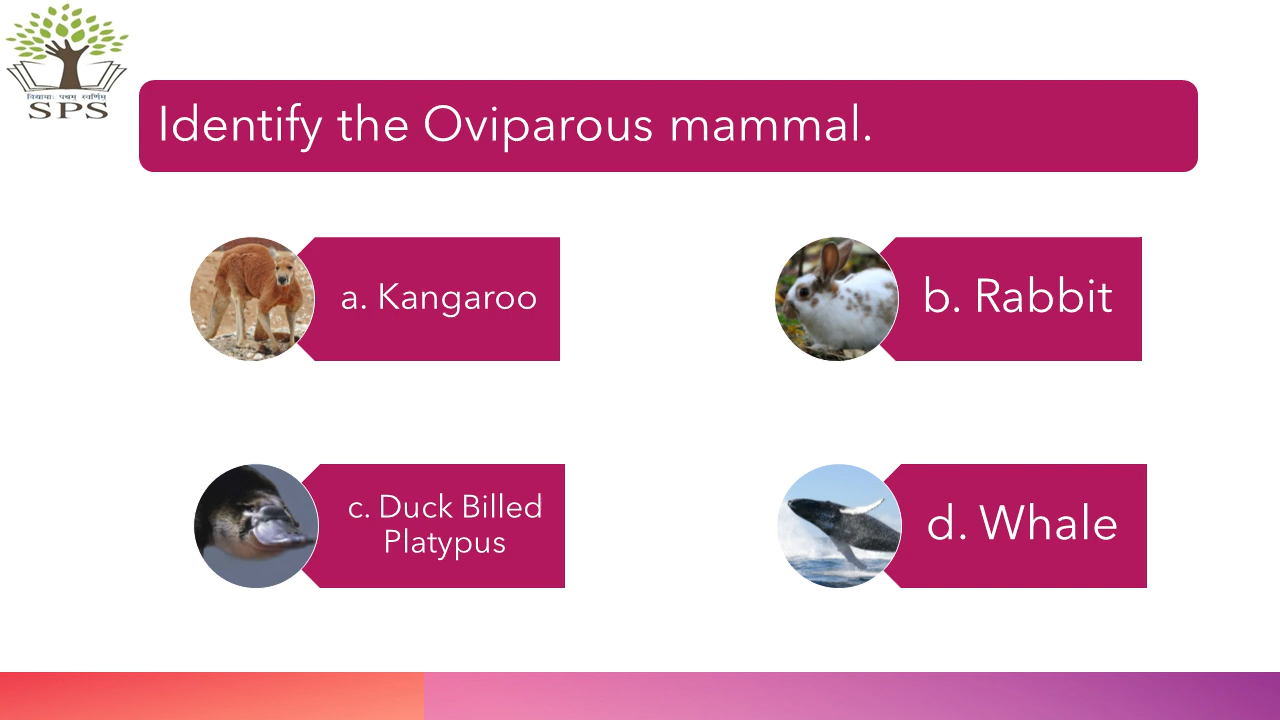 SPS
Identify the Oviparous mammal.
a. Kangaroo
b. Rabbit
c. Duck Billed
Platypus
d. Whale